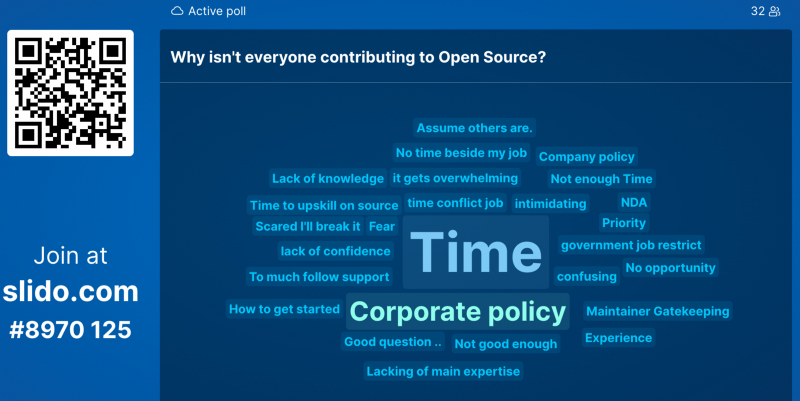 Active poll
32
Why isn't everyone contributing to Open Source?
Assume others are.
No time beside my job
Company policy
Lack of knowledge
it gets overwhelming
Not enough Time
Time to upskill on source
time conflict job
intimidating
NDA
Scared I'll break it
Fear
Priority
Time
lack of confidence
government job restrict
To much follow support
confusing
No opportunity
How to get started
Corporate policy
Maintainer Gatekeeping
Good question ..
Not good enough
Experience
Lacking of main expertise
Join at
slido.com
#8970 125